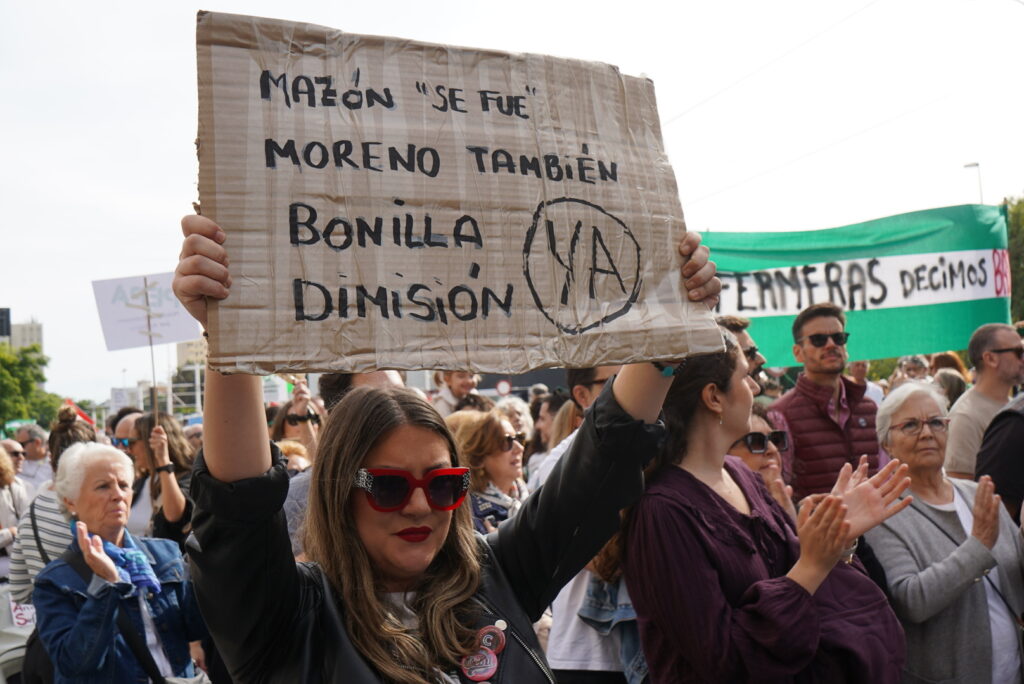 MAZÓN "SE FUE"
MORENO TAMBIÉN
BONILLA
DIMISIÓN YA
FERMERAS DECIMOS